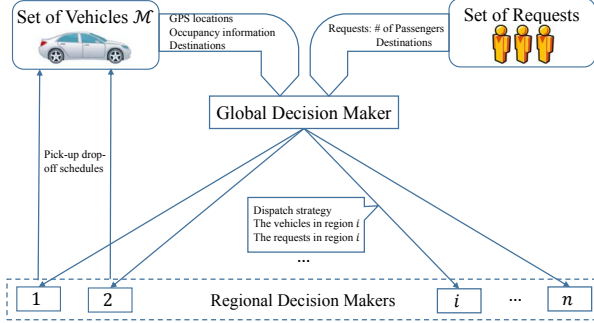 Set of Vehicles ℳ
GPS locations
Occupancy information
Destinations
Requests: # of Passengers
Destinations
Set of Requests
Global Decision Maker
Pick-up drop-
off schedules
Dispatch strategy
The vehicles in region i
The requests in region i
...
1
2
Regional Decision Makers
i
...
n